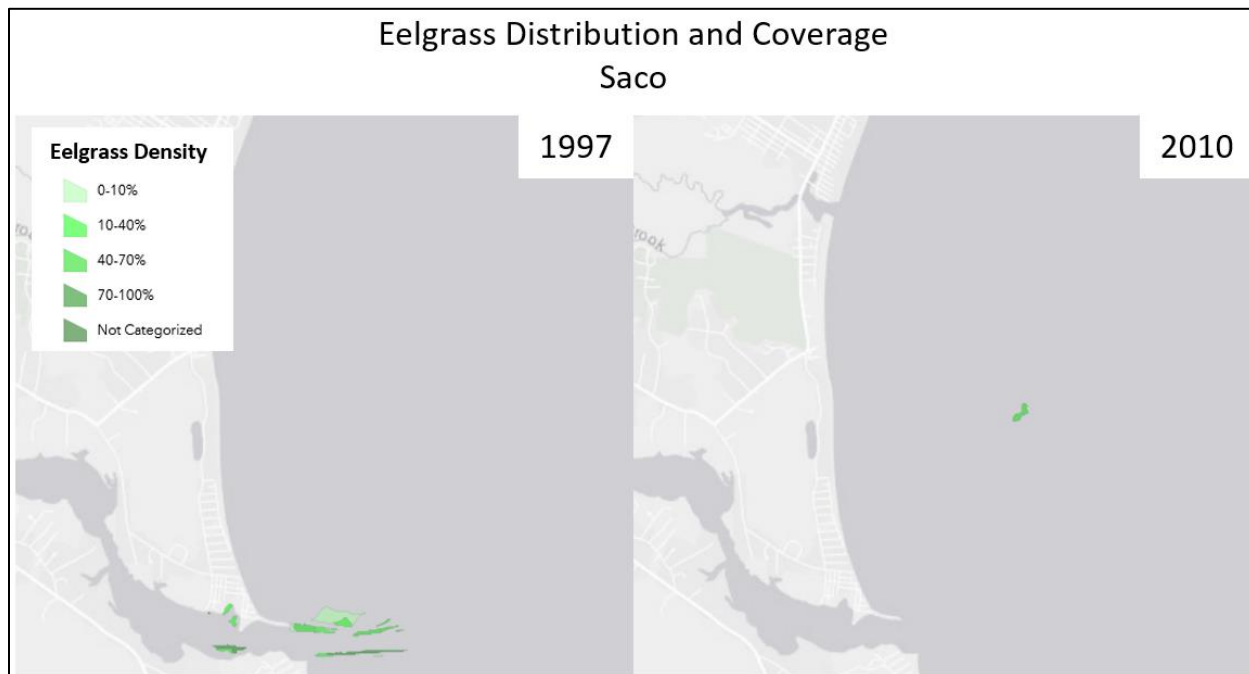 Eelgrass Distribution and Coverage
Saco
1997
2010
Eelgrass Density
0-10%
10-40%
40-70%
70-100%
Not Categorized